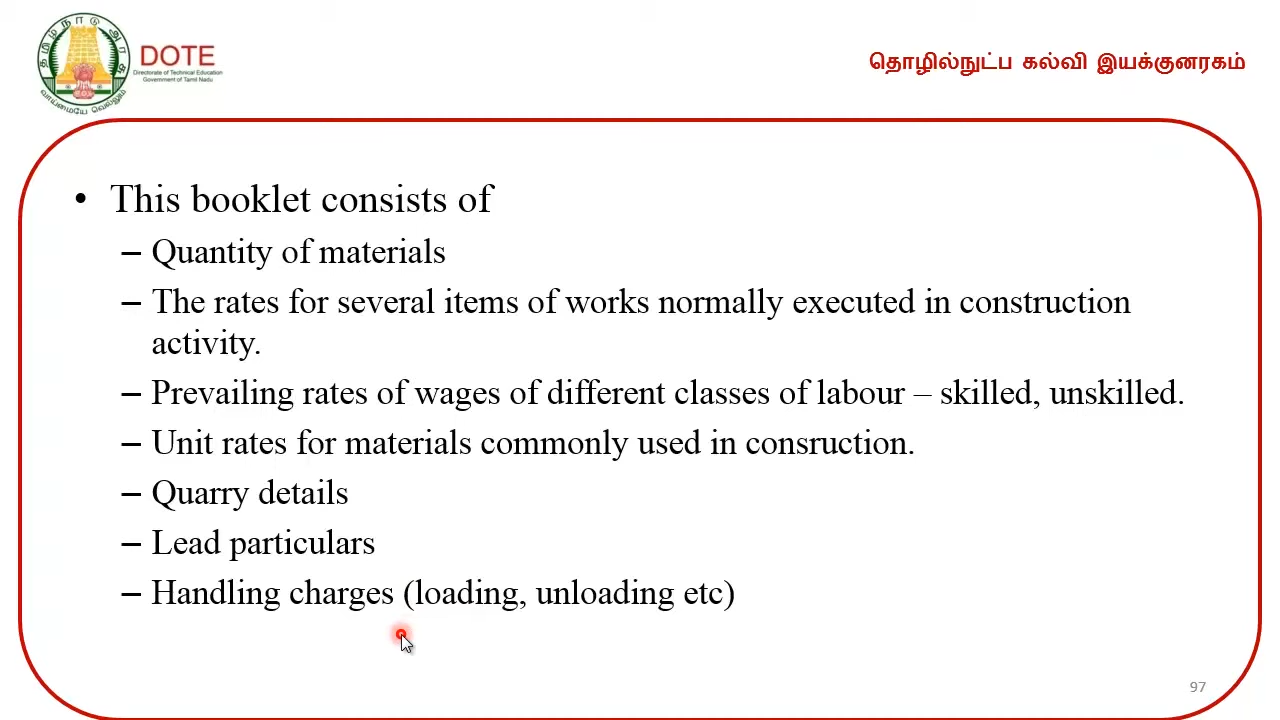 தமிழ்நாடு அரசு
வாய்மையே வெல்லும்
DOTE
Directorate of Technical Education
Government of Tamil Nadu
தொழில்நுட்ப கல்வி இயக்குனரகம்
• This booklet consists of
– Quantity of materials
– The rates for several items of works normally executed in construction
activity.
– Prevailing rates of wages of different classes of labour – skilled, unskilled.
– Unit rates for materials commonly used in consruction.
– Quarry details
– Lead particulars
– Handling charges (loading, unloading etc)
97